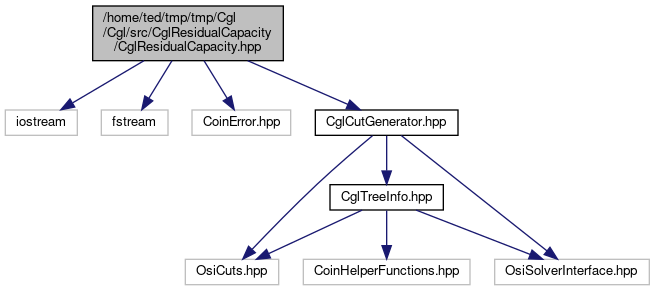 /home/ted/tmp/tmp/Cgl
/Cgl/src/CglResidualCapacity
/CglResidualCapacity.hpp
iostream
fstream
CoinError.hpp
CglCutGenerator.hpp
CglTreeInfo.hpp
OsiCuts.hpp
CoinHelperFunctions.hpp
OsiSolverInterface.hpp